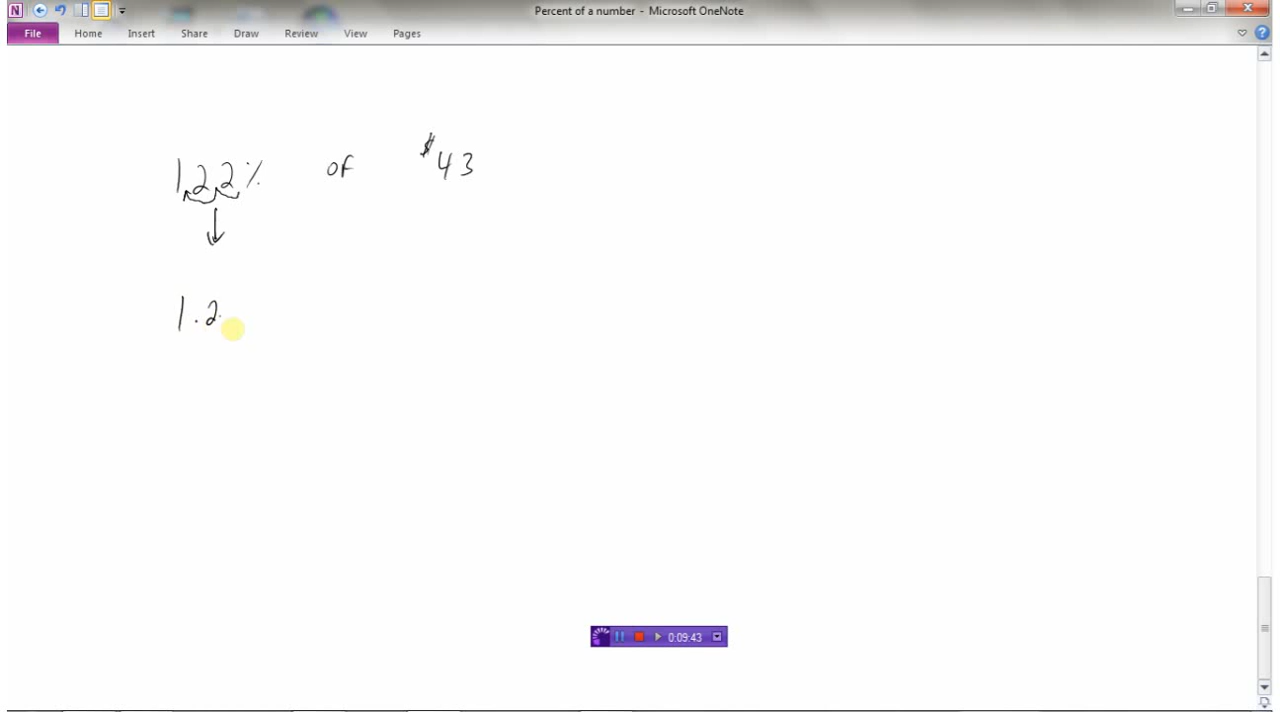 Percent of a number - Microsoft OneNote
File Home Insert Share Draw Review View Pages
122% of $43
1.2
0:09:43